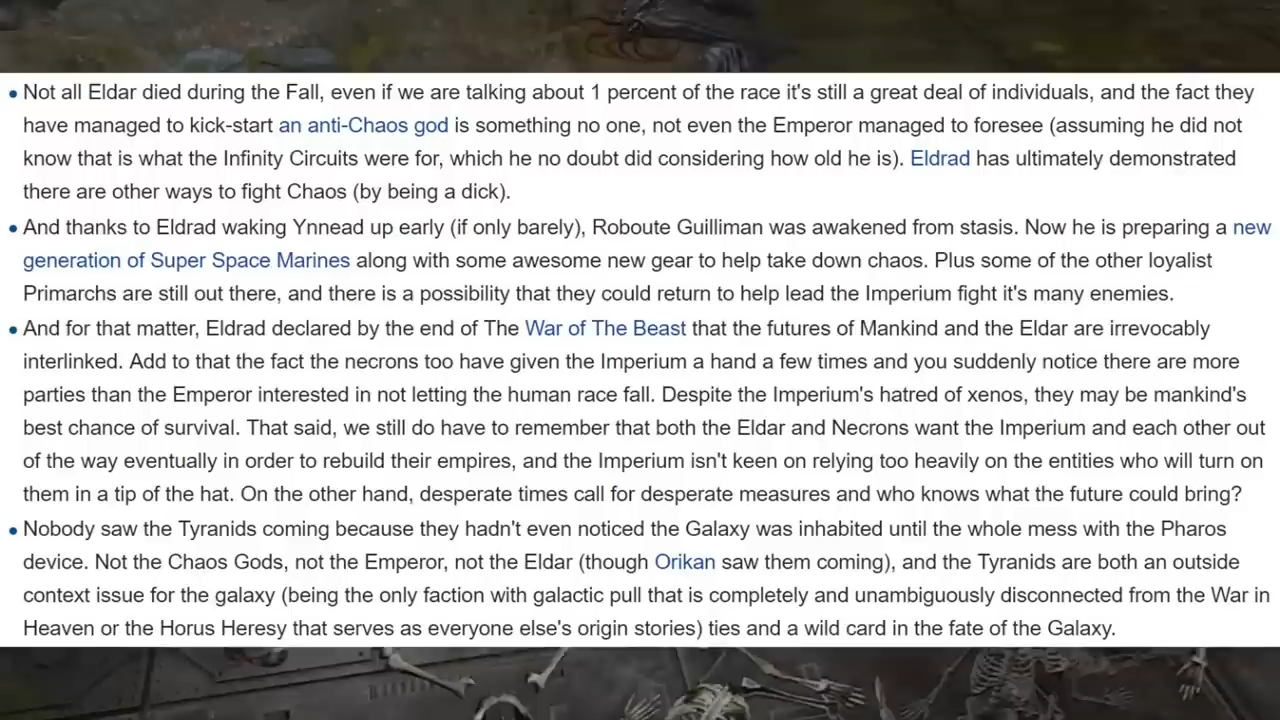 • Not all Eldar died during the Fall, even if we are talking about 1 percent of the race it's still a great deal of individuals, and the fact they
have managed to kick-start an anti-Chaos god is something no one, not even the Emperor managed to foresee (assuming he did not
know that is what the Infinity Circuits were for, which he no doubt did considering how old he is). Eldrad has ultimately demonstrated
there are other ways to fight Chaos (by being a dick).
• And thanks to Eldrad waking Ynnead up early (if only barely), Roboute Guilliman was awakened from stasis. Now he is preparing a new
generation of Super Space Marines along with some awesome new gear to help take down chaos. Plus some of the other loyalist
Primarchs are still out there, and there is a possibility that they could return to help lead the Imperium fight it's many enemies.
• And for that matter, Eldrad declared by the end of The War of The Beast that the futures of Mankind and the Eldar are irrevocably
interlinked. Add to that the fact the necrons too have given the Imperium a hand a few times and you suddenly notice there are more
parties than the Emperor interested in not letting the human race fall. Despite the Imperium's hatred of xenos, they may be mankind's
best chance of survival. That said, we still do have to remember that both the Eldar and Necrons want the Imperium and each other out
of the way eventually in order to rebuild their empires, and the Imperium isn't keen on relying too heavily on the entities who will turn on
them in a tip of the hat. On the other hand, desperate times call for desperate measures and who knows what the future could bring?
• Nobody saw the Tyranids coming because they hadn't even noticed the Galaxy was inhabited until the whole mess with the Pharos
device. Not the Chaos Gods, not the Emperor, not the Eldar (though Orikan saw them coming), and the Tyranids are both an outside
context issue for the galaxy (being the only faction with galactic pull that is completely and unambiguously disconnected from the War in
Heaven or the Horus Heresy that serves as everyone else's origin stories) ties and a wild card in the fate of the Galaxy.